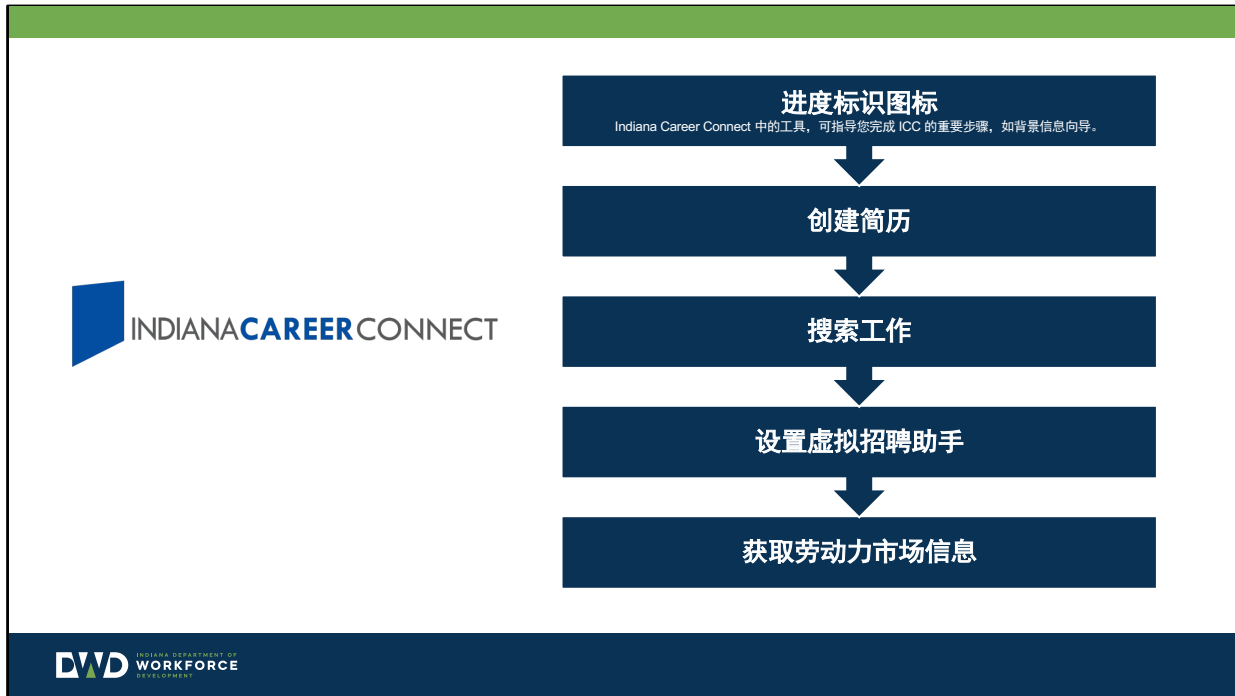 进度标识图标
Indiana Career Connect 中的工具，可指导您完成 ICC 的重要步骤，如背景信息向导。
创建简历
搜索工作
INDIANACAREERCONNECT
设置虚拟招聘助手
获取劳动力市场信息
DWD
INDIANA DEPARTMENT OF
WORKFORCE
DEVELOPMENT